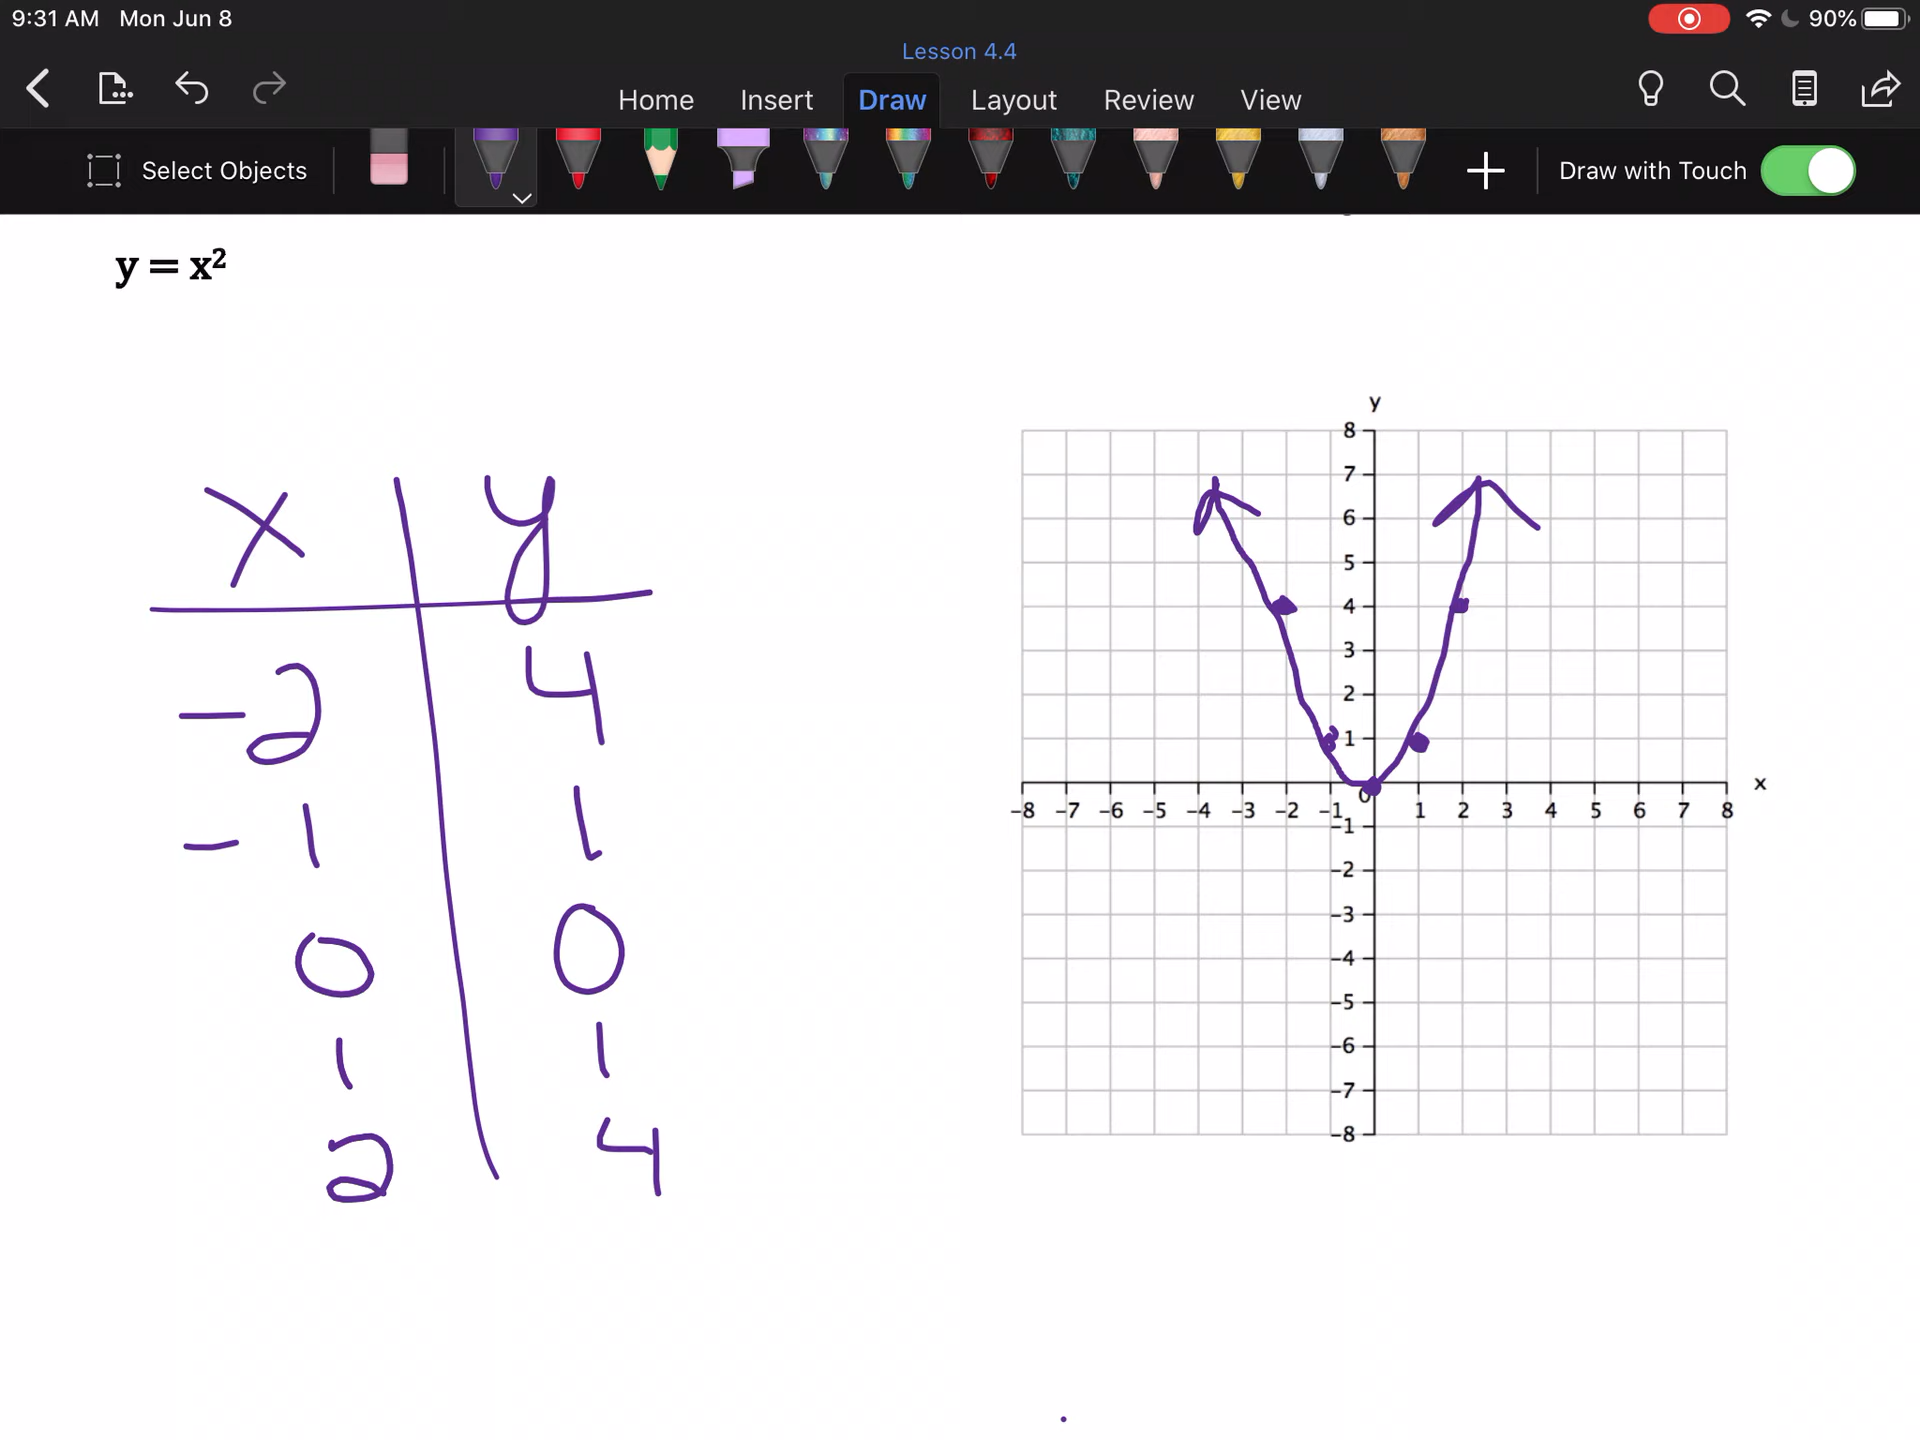 9:31 AM Mon Jun 8 90%
Lesson 4.4
Home Insert Draw Layout Review View
Select Objects Draw with Touch
y = x²
x y
-2 4
-1 1
0 0
1 1
2 4
y
8
7
6
5
4
3
2
1
0
x
-8 -7 -6 -5 -4 -3 -2 -1 1 2 3 4 5 6 7 8
-1
-2
-3
-4
-5
-6
-7
-8